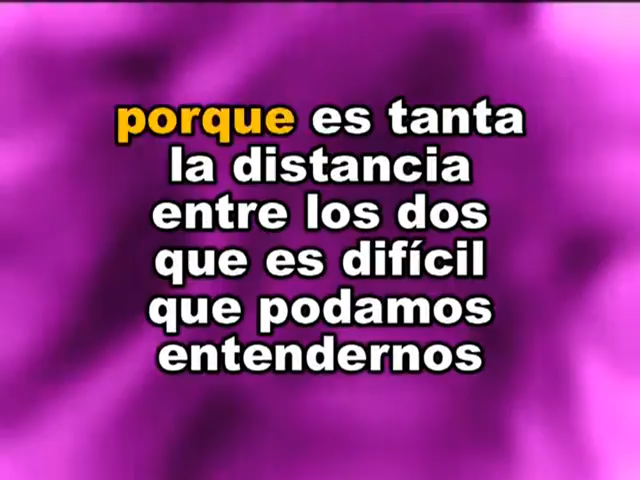 porque es tanta
la distancia
entre los dos
que es difícil
que podamos
entendernos